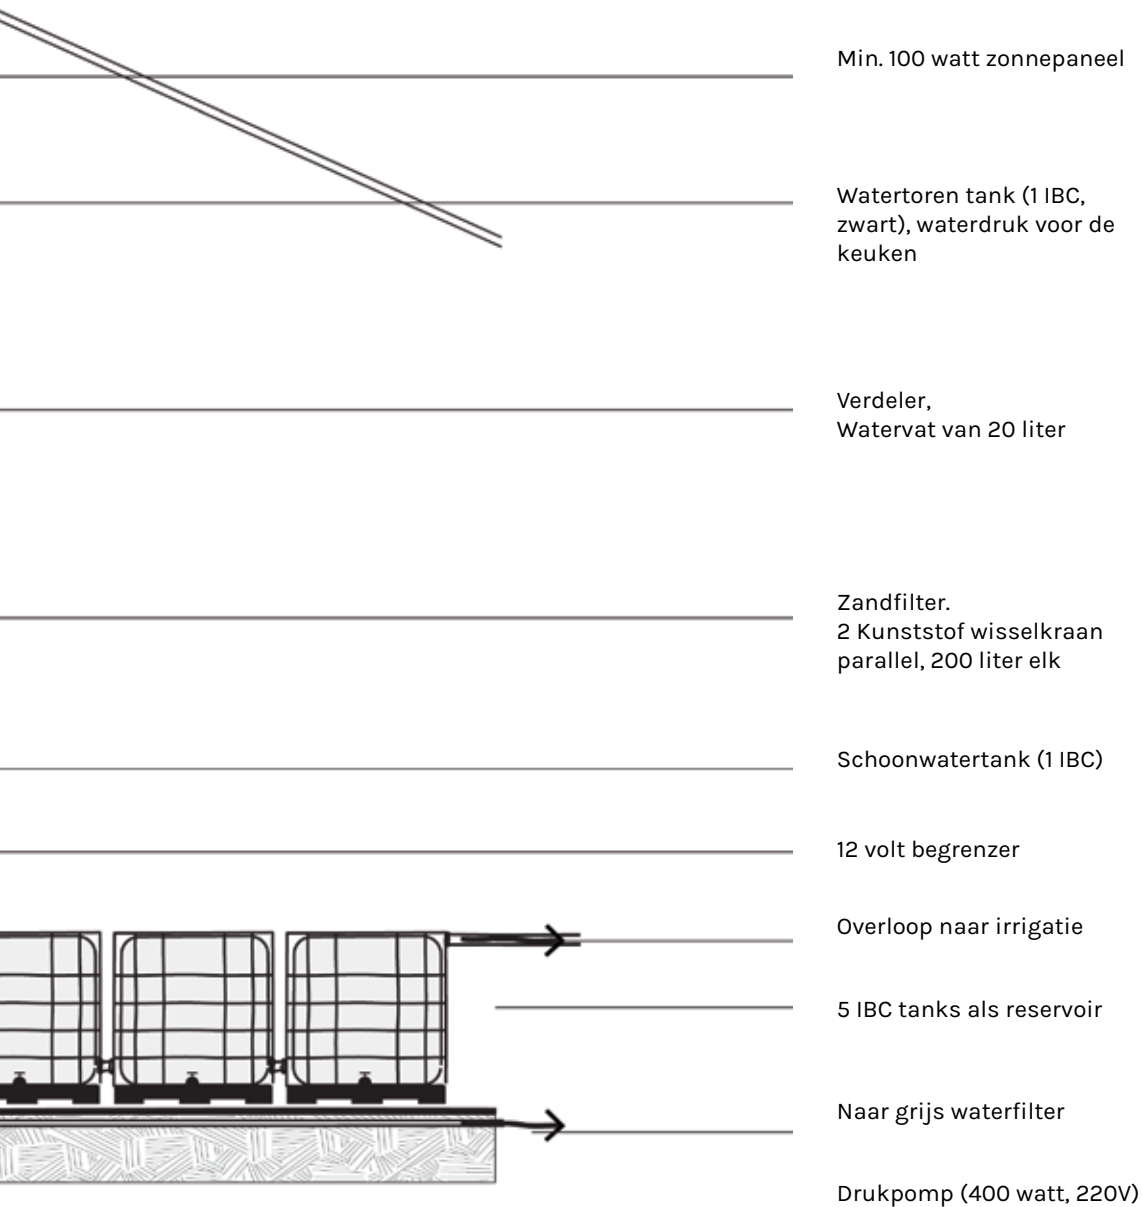 Min. 100 watt zonnepaneel
Watertoren tank (1 IBC,
zwart), waterdruk voor de
keuken
Verdeler,
Watervat van 20 liter
Zandfilter.
2 Kunststof wisselkraan
parallel, 200 liter elk
Schoonwatertank (1 IBC)
12 volt begrenzer
Overloop naar irrigatie
5 IBC tanks als reservoir
Naar grijs waterfilter
Drukpomp (400 watt, 220V)